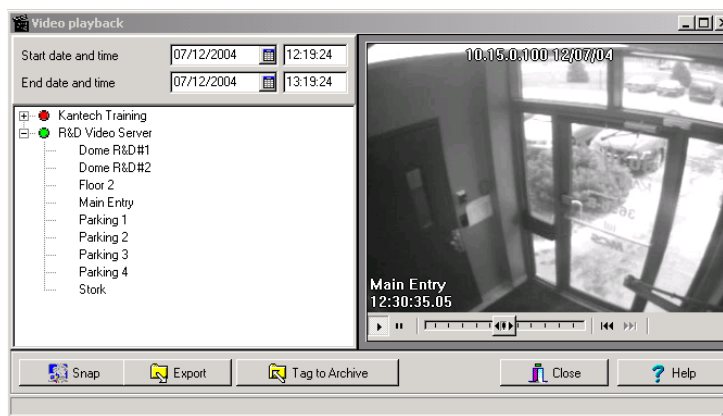 Video playback
Start date and time 07/12/2004 12:19:24
End date and time 07/12/2004 13:19:24
Kantech Training
R&D Video Server
Dome R&D#1
Dome R&D#2
Floor 2
Main Entry
Parking 1
Parking 2
Parking 3
Parking 4
Stork
10.15.0.100 12/07/04
Main Entry
12:30:35.05
Snap Export Tag to Archive Close Help